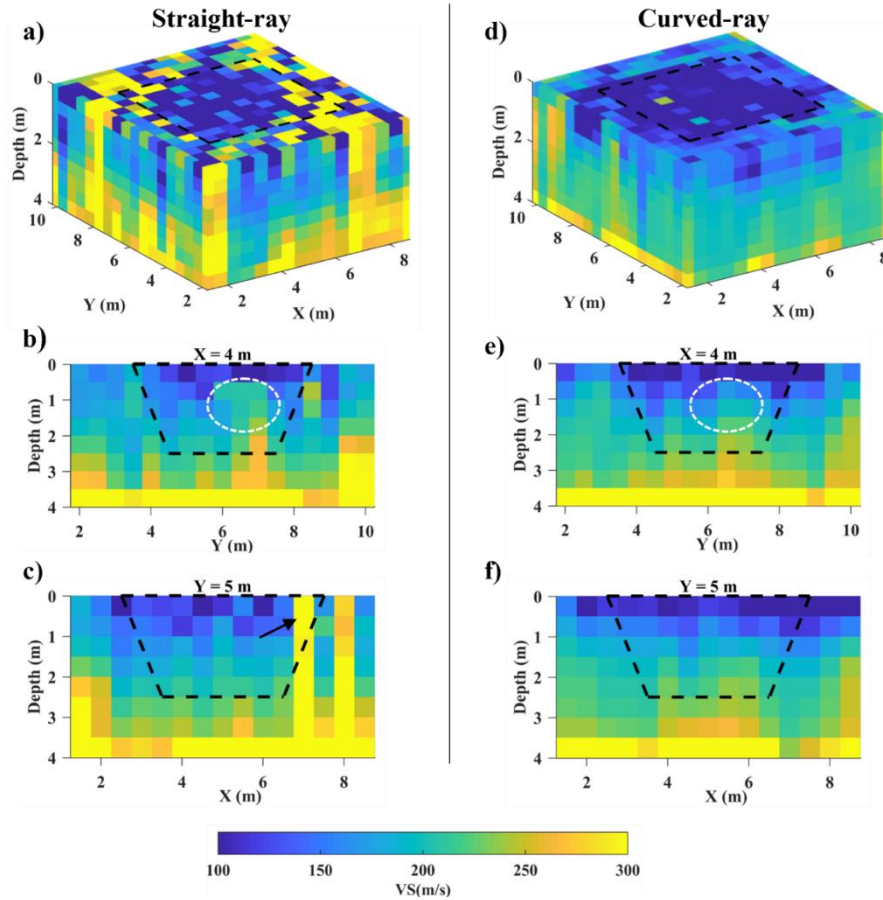 Straight-ray
Curved-ray
a)
0
2
4
Depth (m)
10
8
6
4
2
Y (m)
2
4
6
8
X (m)
d)
0
2
4
Depth (m)
10
8
6
4
2
Y (m)
2
4
6
8
X (m)
b)
X = 4 m
0
1
2
3
4
Depth (m)
2
4
6
8
10
Y (m)
e)
X = 4 m
0
1
2
3
4
Depth (m)
2
4
6
8
10
Y (m)
c)
Y = 5 m
0
1
2
3
4
Depth (m)
2
4
6
8
X (m)
f)
Y = 5 m
0
1
2
3
4
Depth (m)
2
4
6
8
X (m)
100
150
200
250
300
VS(m/s)